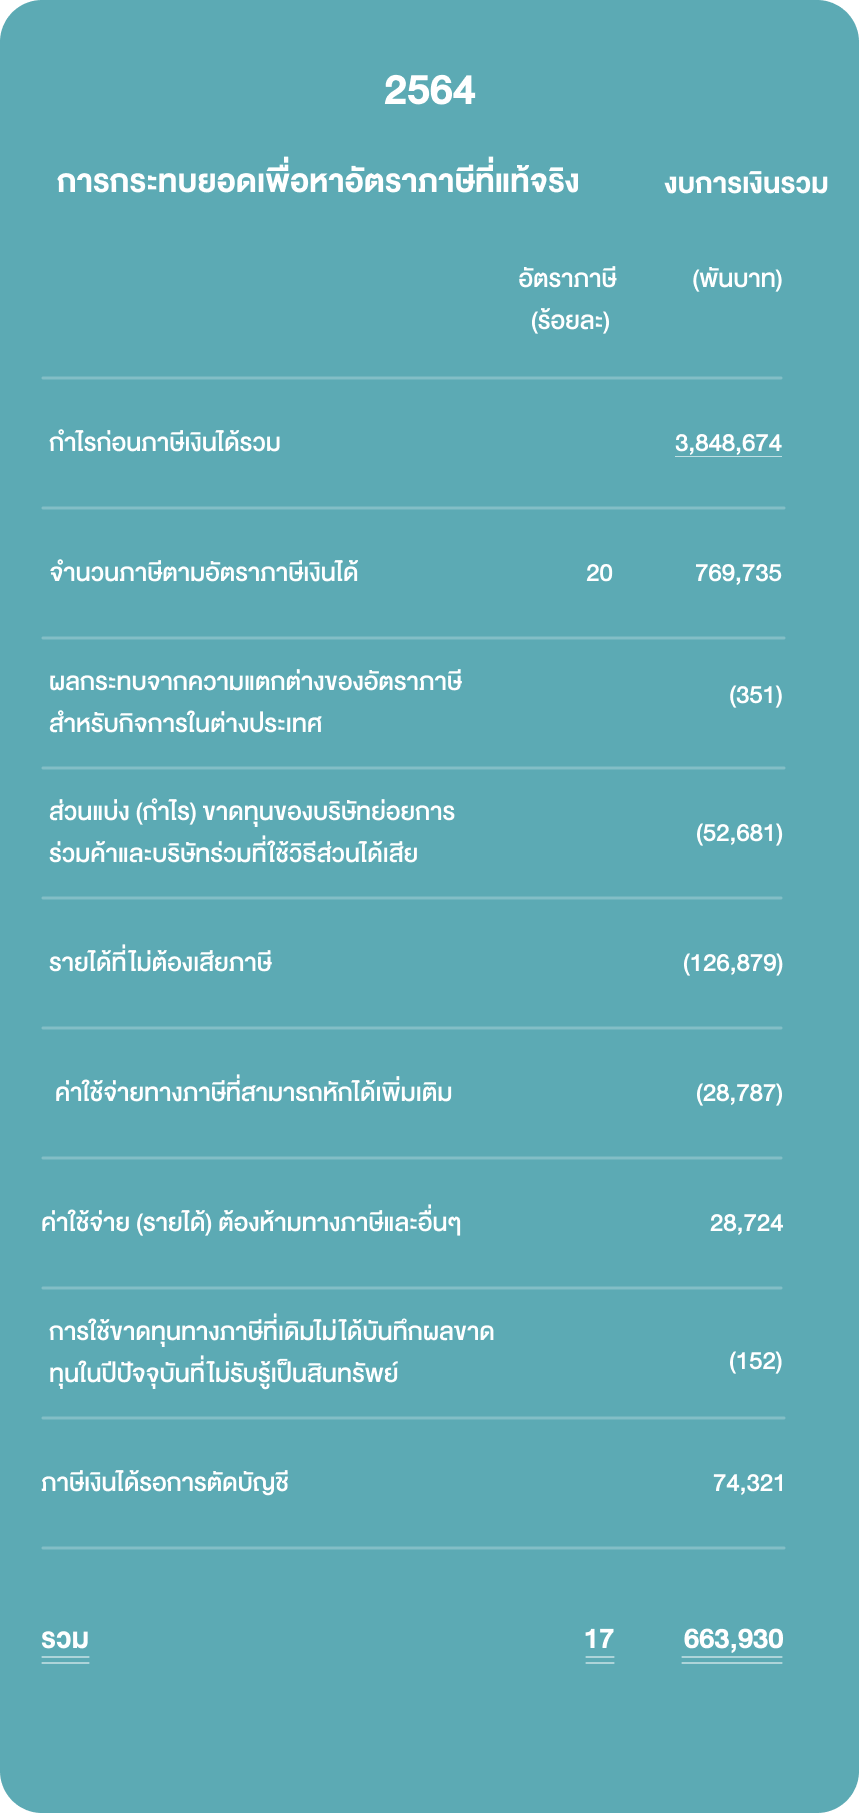 2564
การกระทบยอดเพื่อหาอัตราภาษีที่แท้จริง งบการเงินรวม
อัตราภาษี (พันบาท)
(ร้อยละ)
กำไรก่อนภาษีเงินได้รวม 3,848,674
จำนวนภาษีตามอัตราภาษีเงินได้ 20 769,735
ผลกระทบจากความแตกต่างของอัตราภาษี
สำหรับกิจการในต่างประเทศ (351)
ส่วนแบ่ง (กำไร) ขาดทุนของบริษัทย่อยการ
ร่วมค้าและบริษัทร่วมที่ใช้วิธีส่วนได้เสีย (52,681)
รายได้ที่ไม่ต้องเสียภาษี (126,879)
ค่าใช้จ่ายทางภาษีที่สามารถหักได้เพิ่มเติม (28,787)
ค่าใช้จ่าย (รายได้) ต้องห้ามทางภาษีและอื่นๆ 28,724
การใช้ขาดทุนทางภาษีที่เดิมไม่ได้บันทึกผลขาด
ทุนในปีปัจจุบันที่ไม่รับรู้เป็นสินทรัพย์ (152)
ภาษีเงินได้รอการตัดบัญชี 74,321
รวม 17 663,930